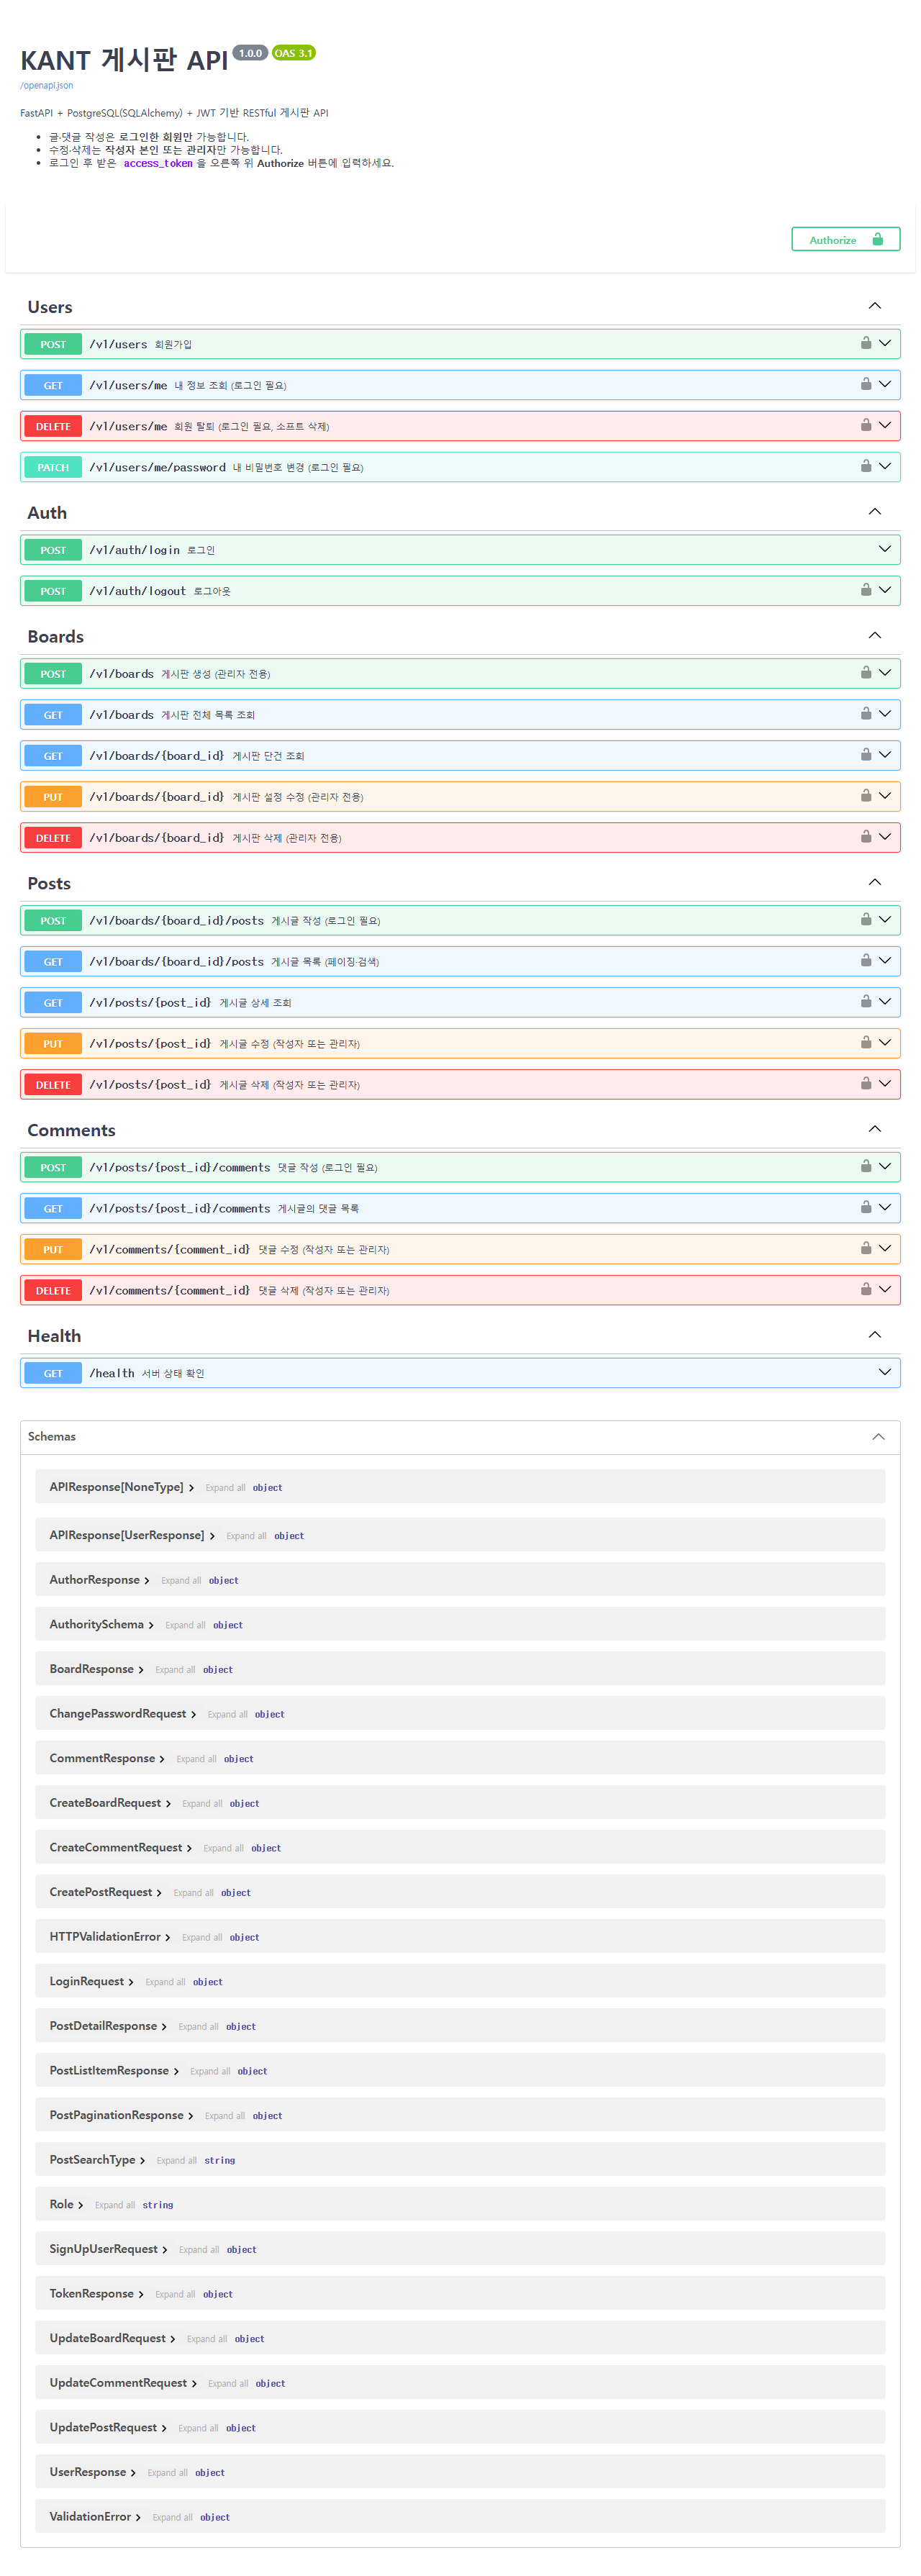 KANT 게시판 API 1.0.0 OAS 3.1
/openapi.json
FastAPI + PostgreSQL(SQLAlchemy) + JWT 기반 RESTful 게시판 API
• 글·댓글 작성은 로그인한 회원만 가능합니다.
• 수정·삭제는 작성자 본인 또는 관리자만 가능합니다.
• 로그인 후 받은 access_token 을 오른쪽 위 Authorize 버튼에 입력하세요.
Authorize
Users
POST /v1/users 회원가입
GET /v1/users/me 내 정보 조회 (로그인 필요)
DELETE /v1/users/me 회원 탈퇴 (로그인 필요, 소프트 삭제)
PATCH /v1/users/me/password 내 비밀번호 변경 (로그인 필요)
Auth
POST /v1/auth/login 로그인
POST /v1/auth/logout 로그아웃
Boards
POST /v1/boards 게시판 생성 (관리자 전용)
GET /v1/boards 게시판 전체 목록 조회
GET /v1/boards/{board_id} 게시판 단건 조회
PUT /v1/boards/{board_id} 게시판 설정 수정 (관리자 전용)
DELETE /v1/boards/{board_id} 게시판 삭제 (관리자 전용)
Posts
POST /v1/boards/{board_id}/posts 게시글 작성 (로그인 필요)
GET /v1/boards/{board_id}/posts 게시글 목록 (페이징·검색)
GET /v1/posts/{post_id} 게시글 상세 조회
PUT /v1/posts/{post_id} 게시글 수정 (작성자 또는 관리자)
DELETE /v1/posts/{post_id} 게시글 삭제 (작성자 또는 관리자)
Comments
POST /v1/posts/{post_id}/comments 댓글 작성 (로그인 필요)
GET /v1/posts/{post_id}/comments 게시글의 댓글 목록
PUT /v1/comments/{comment_id} 댓글 수정 (작성자 또는 관리자)
DELETE /v1/comments/{comment_id} 댓글 삭제 (작성자 또는 관리자)
Health
GET /health 서버 상태 확인
Schemas
APIResponse[NoneType] Expand all object
APIResponse[UserResponse] Expand all object
AuthorResponse Expand all object
AuthoritySchema Expand all object
BoardResponse Expand all object
ChangePasswordRequest Expand all object
CommentResponse Expand all object
CreateBoardRequest Expand all object
CreateCommentRequest Expand all object
CreatePostRequest Expand all object
HTTPValidationError Expand all object
LoginRequest Expand all object
PostDetailResponse Expand all object
PostListItemResponse Expand all object
PostPaginationResponse Expand all object
PostSearchType Expand all string
Role Expand all string
SignUpUserRequest Expand all object
TokenResponse Expand all object
UpdateBoardRequest Expand all object
UpdateCommentRequest Expand all object
UpdatePostRequest Expand all object
UserResponse Expand all object
ValidationError Expand all object